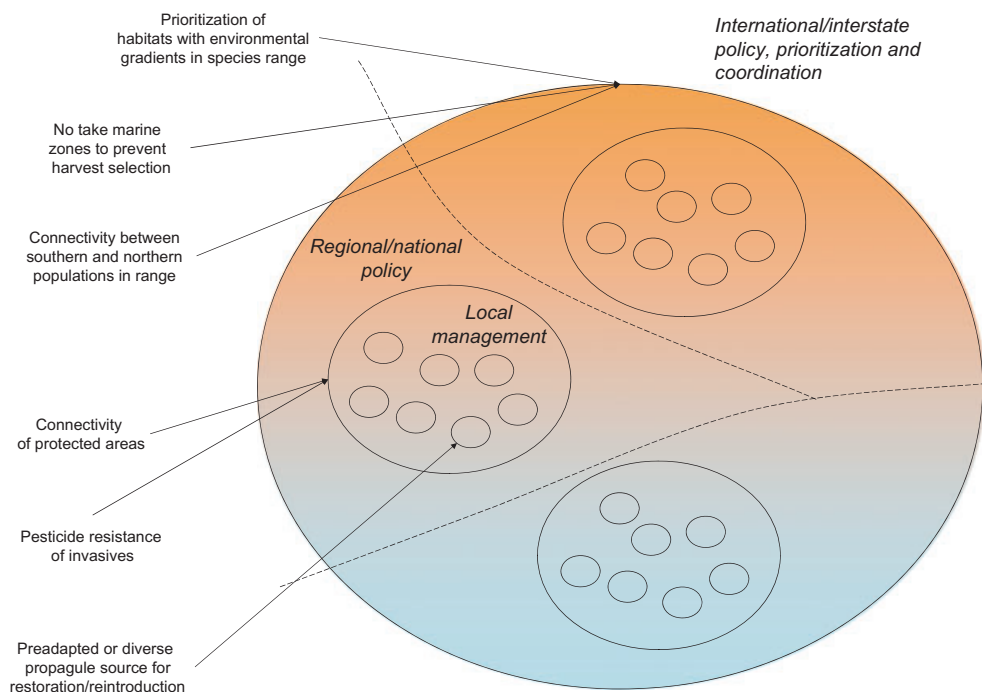 Prioritization of
habitats with environmental
gradients in species range
International/interstate
policy, prioritization and
coordination
No take marine
zones to prevent
harvest selection
Connectivity between
southern and northern
populations in range
Regional/national
policy
Local
management
Connectivity
of protected areas
Pesticide resistance
of invasives
Preadapted or diverse
propagule source for
restoration/reintroduction